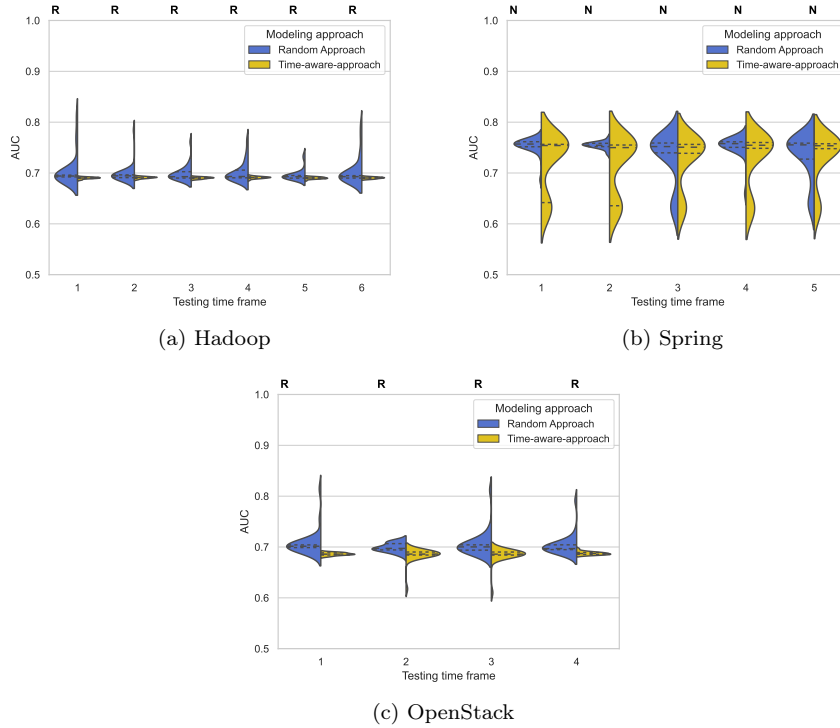 R R R R R R
1.0
0.9
0.8
0.7
0.6
0.5
AUC
Modeling approach
Random Approach
Time-aware-approach
1 2 3 4 5 6
Testing time frame
(a) Hadoop
N N N N N
1.0
0.9
0.8
0.7
0.6
0.5
AUC
Modeling approach
Random Approach
Time-aware-approach
1 2 3 4 5
Testing time frame
(b) Spring
R R R R
1.0
0.9
0.8
0.7
0.6
0.5
AUC
Modeling approach
Random Approach
Time-aware-approach
1 2 3 4
Testing time frame
(c) OpenStack